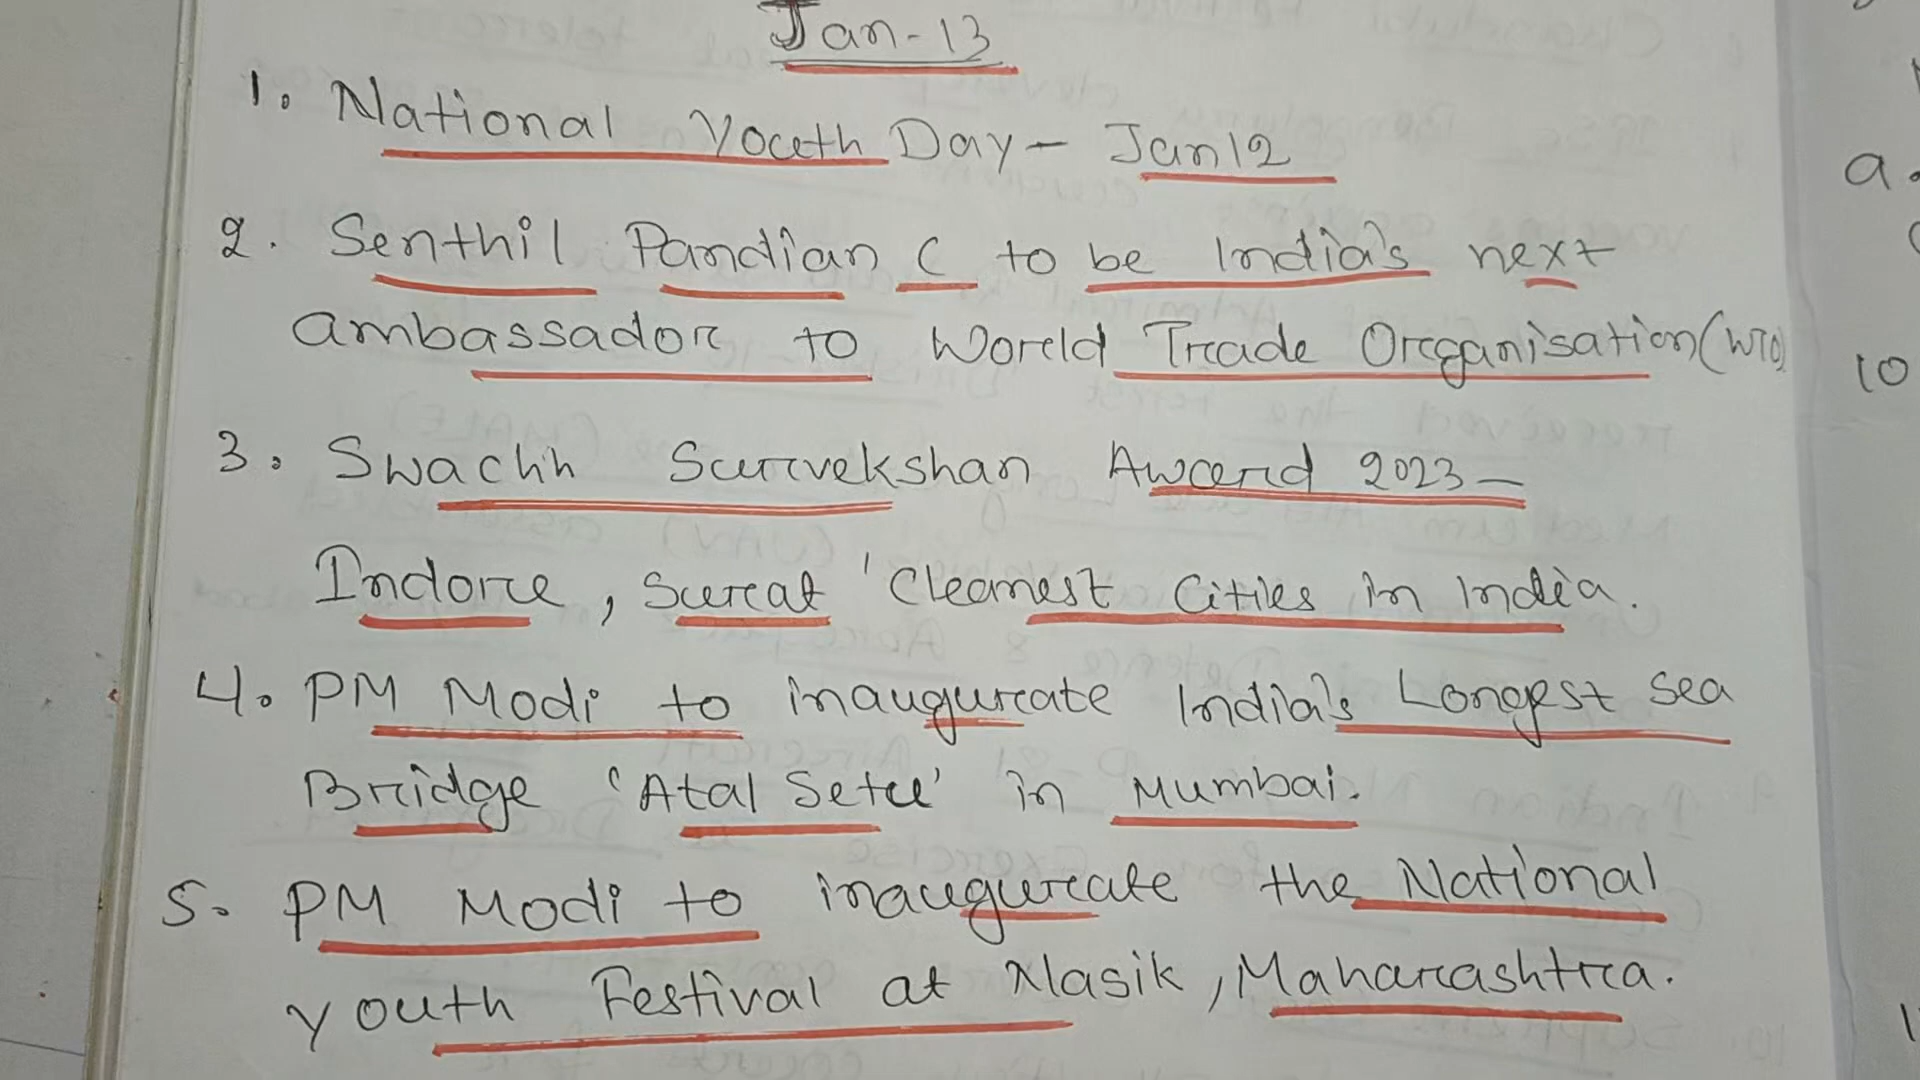 Jan-13
1. National Youth Day - Jan 12
2. Senthil Pandian C to be India's next
ambassador to World Trade Organisation (WTO)
3. Swachh Survekshan Award 2023 -
Indore, Surat 'Cleanest Cities in India.
4. PM Modi to inaugurate India's Longest Sea
Bridge 'Atal Setu' in Mumbai.
5. PM Modi to inaugurate the National
youth Festival at Nasik, Maharashtra.
a.
10